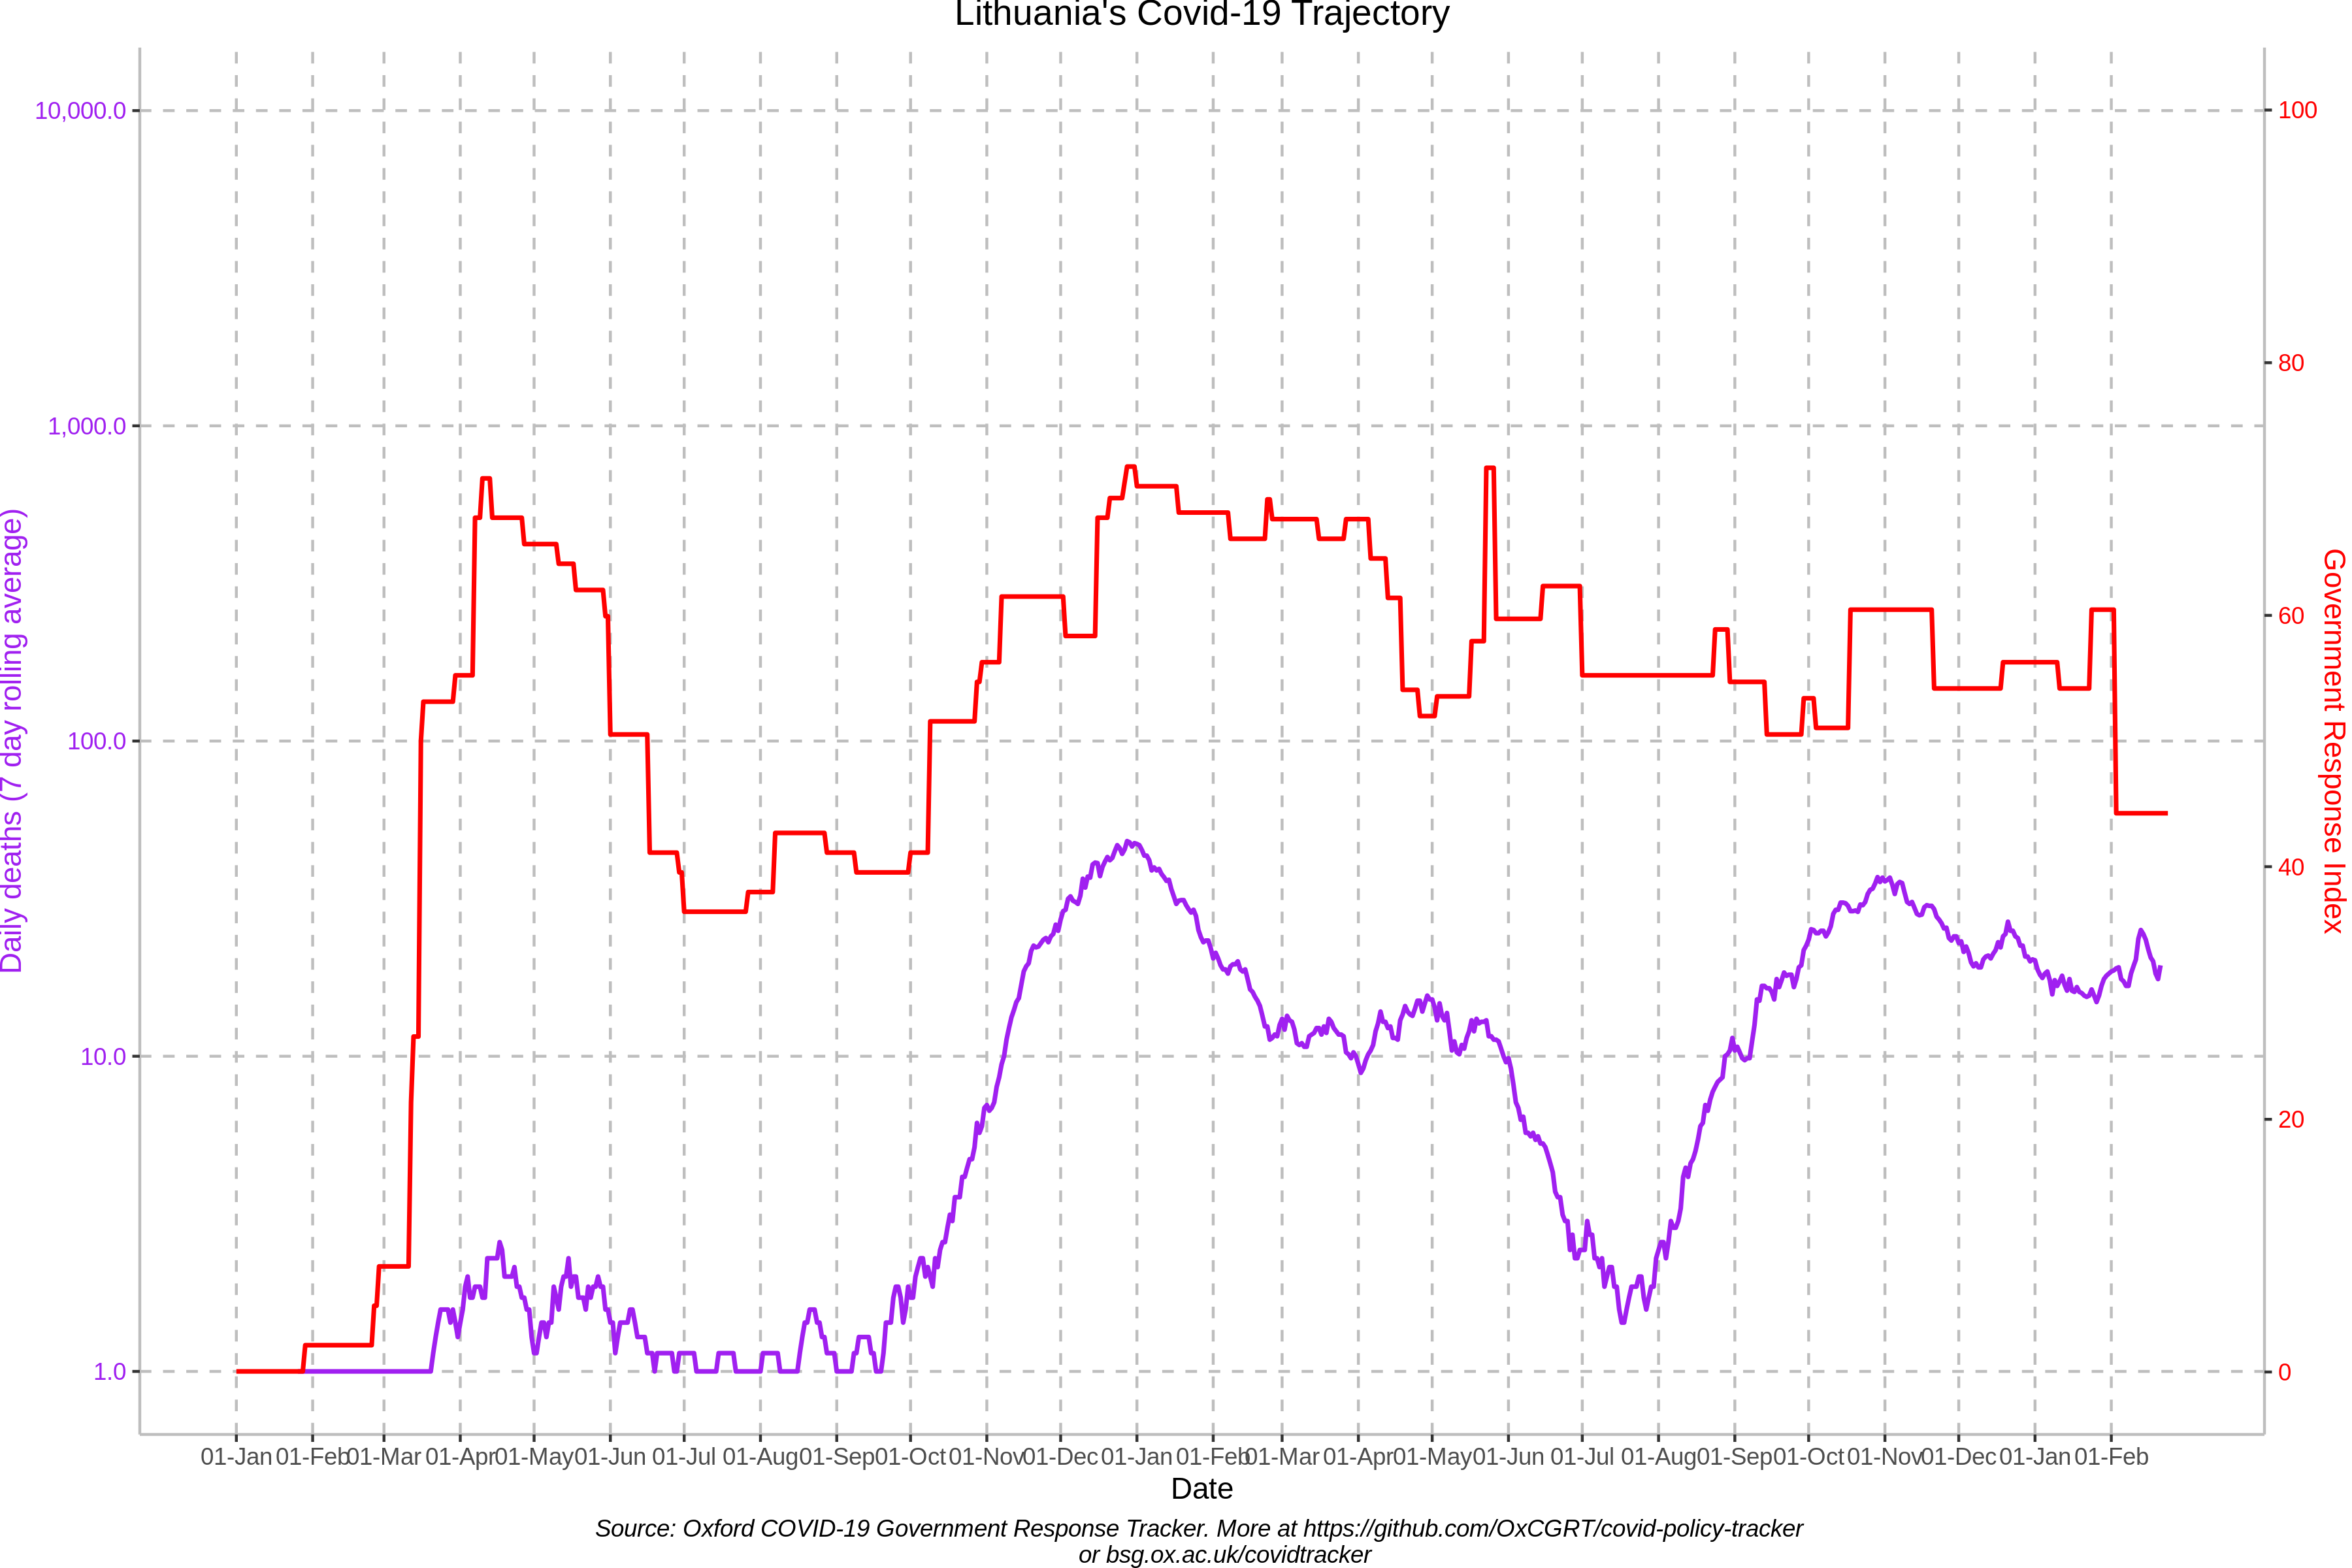 Lithuania's Covid-19 Trajectory
Daily deaths (7 day rolling average)
10,000.0
1,000.0
100.0
10.0
1.0
100
80
60
40
20
0
Government Response Index
01-Jan 01-Feb 01-Mar 01-Apr 01-May 01-Jun 01-Jul 01-Aug 01-Sep 01-Oct 01-Nov 01-Dec 01-Jan 01-Feb 01-Mar 01-Apr 01-May 01-Jun 01-Jul 01-Aug 01-Sep 01-Oct 01-Nov 01-Dec 01-Jan 01-Feb
Date
Source: Oxford COVID-19 Government Response Tracker. More at https://github.com/OxCGRT/covid-policy-tracker
or bsg.ox.ac.uk/covidtracker